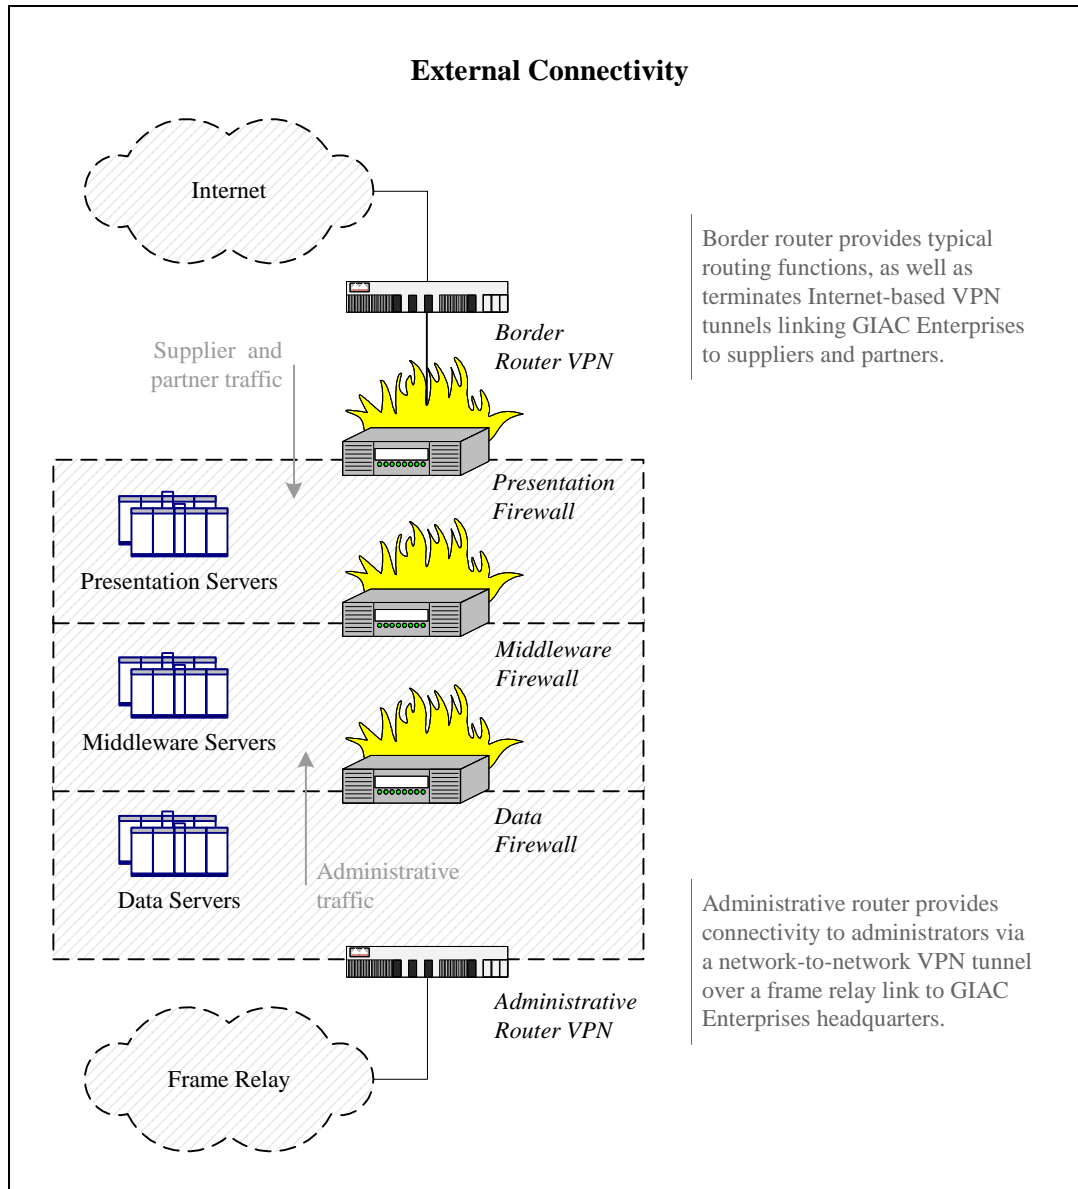 External Connectivity
Internet
Border router provides typical
routing functions, as well as
terminates Internet-based VPN
tunnels linking GIAC Enterprises
to suppliers and partners.
Border
Router VPN
Supplier and
partner traffic
Presentation
Firewall
Presentation Servers
Middleware
Firewall
Middleware Servers
Data
Firewall
Data Servers
Administrative
traffic
Administrative router provides
connectivity to administrators via
a network-to-network VPN tunnel
over a frame relay link to GIAC
Enterprises headquarters.
Administrative
Router VPN
Frame Relay